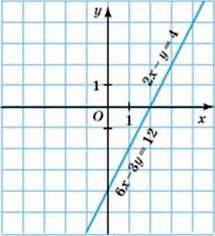 y
2x − y = 4
1
O
1
x
6x − 3y = 12